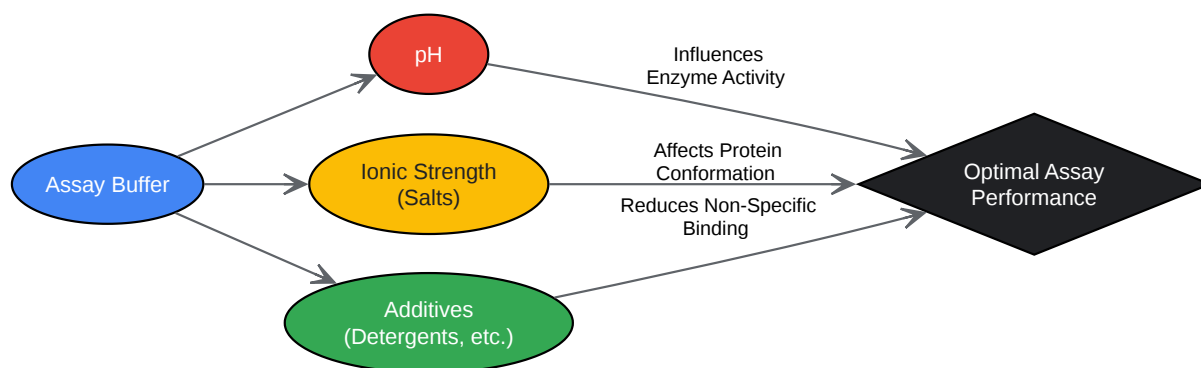 pH
Influences
Enzyme Activity
Assay Buffer
Ionic Strength
(Salts)
Affects Protein
Conformation
Optimal Assay
Performance
Reduces Non-Specific
Binding
Additives
(Detergents, etc.)